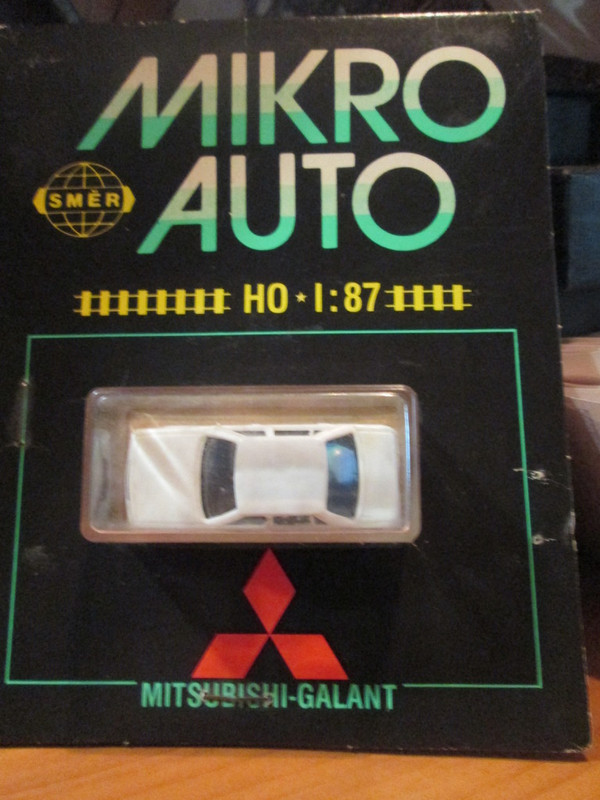 MIKRO
AUTO
SMĚR
HO ★ 1:87
MITSUBISHI-GALANT